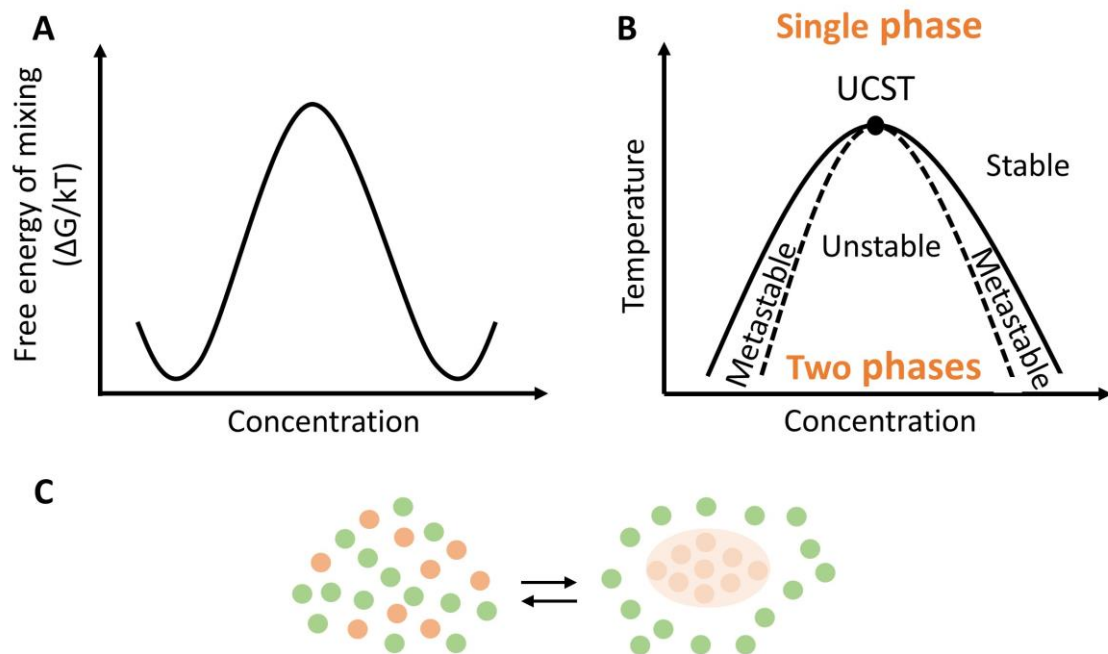 A
Free energy of mixing
(ΔG/kT)
Concentration
B
Single phase
UCST
Stable
Unstable
Metastable
Metastable
Two phases
Temperature
Concentration
C